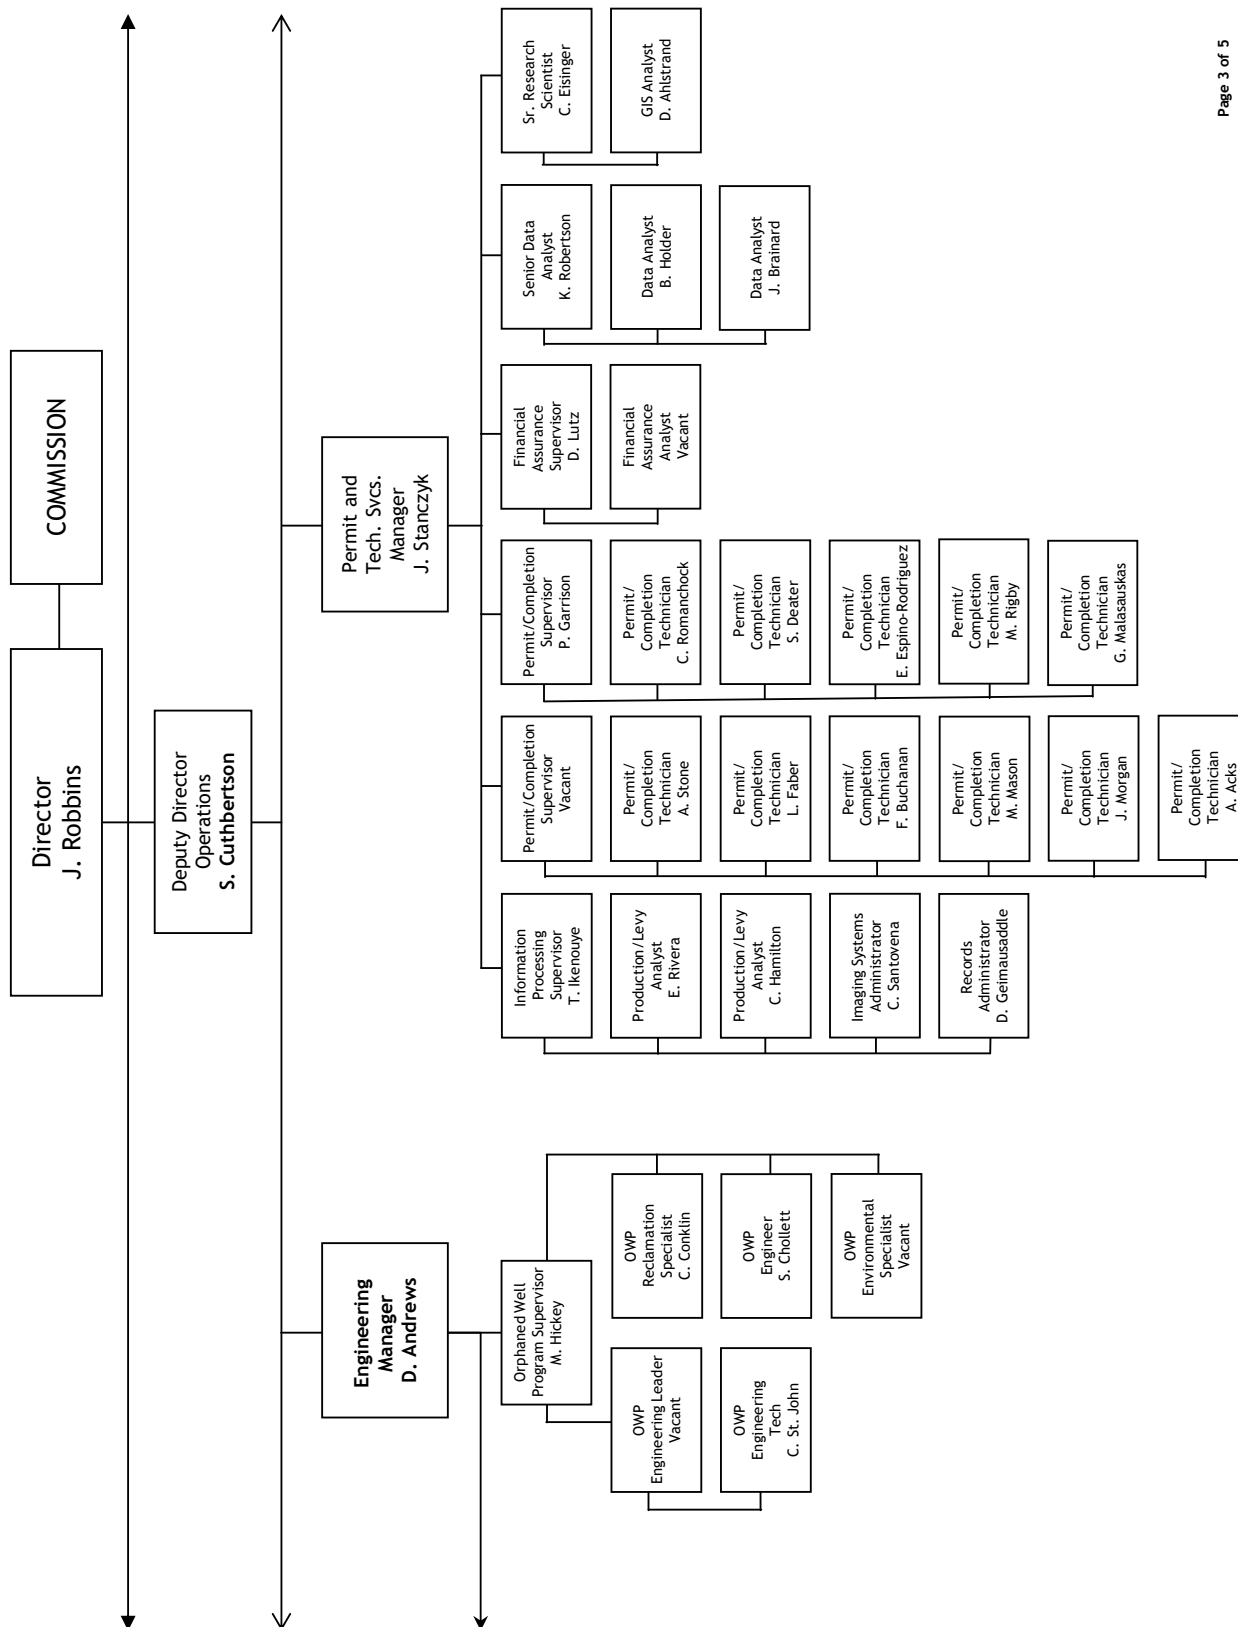 Director
J. Robbins
COMMISSION
Deputy Director
Operations
S. Cuthbertson
Engineering
Manager
D. Andrews
Permit and
Tech. Svcs.
Manager
J. Stanczyk
Orphaned Well
Program Supervisor
M. Hickey
OWP
Engineering Leader
Vacant
OWP
Engineering
Tech
C. St. John
OWP
Reclamation
Specialist
C. Conklin
OWP
Engineer
S. Chollett
OWP
Environmental
Specialist
Vacant
Information
Processing
Supervisor
T. Ikenouye
Production/Levy
Analyst
E. Rivera
Production/Levy
Analyst
C. Hamilton
Imaging Systems
Administrator
C. Santovena
Records
Administrator
D. Geimausaddle
Permit/Completion
Supervisor
Vacant
Permit/
Completion
Technician
A. Stone
Permit/
Completion
Technician
L. Faber
Permit/
Completion
Technician
F. Buchanan
Permit/
Completion
Technician
M. Mason
Permit/
Completion
Technician
J. Morgan
Permit/
Completion
Technician
A. Acks
Permit/Completion
Supervisor
P. Garrison
Permit/
Completion
Technician
C. Romanchock
Permit/
Completion
Technician
S. Deater
Permit/
Completion
Technician
E. Espino-Rodriguez
Permit/
Completion
Technician
M. Rigby
Permit/
Completion
Technician
G. Malasauskas
Financial
Assurance
Supervisor
D. Lutz
Financial
Assurance
Analyst
Vacant
Senior Data
Analyst
K. Robertson
Data Analyst
B. Holder
Data Analyst
J. Brainard
Sr. Research
Scientist
C. Eisinger
GIS Analyst
D. Ahlstrand
Page 3 of 5